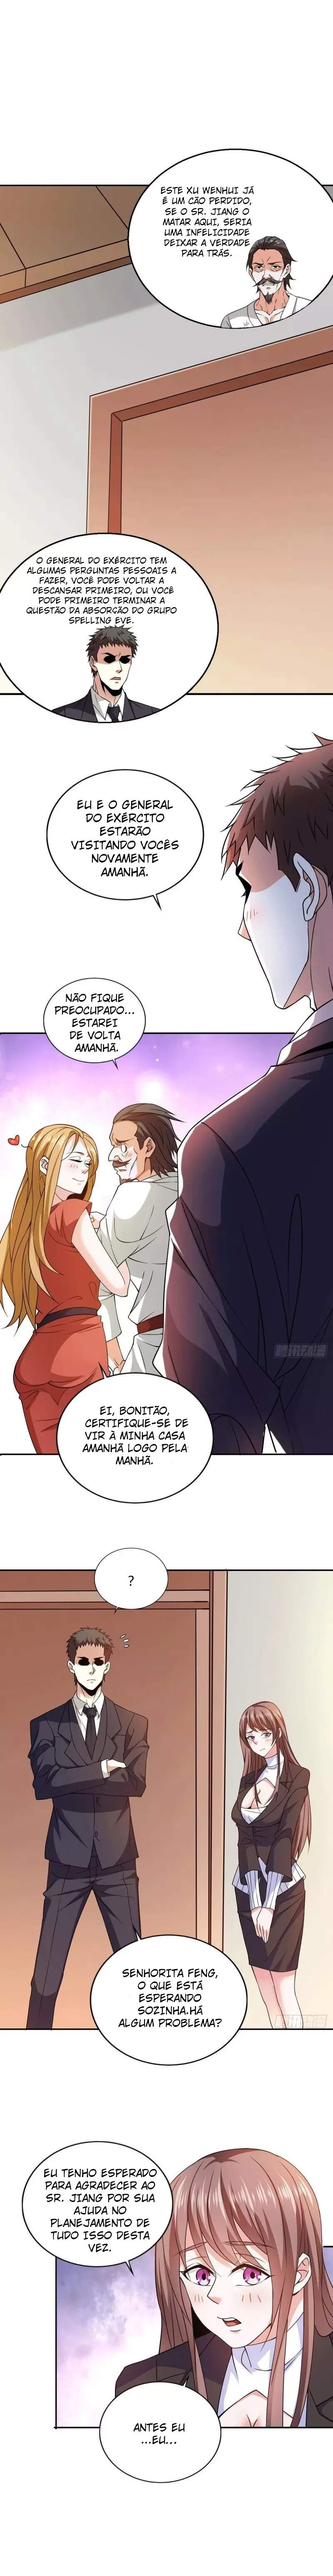 ESTE XU WENHUI JÁ
É UM CÃO PERDIDO,
SE O SR. JIANG O
MATAR AQUI, SERIA
UMA INFELICIDADE
DEIXAR A VERDADE
PARA TRÁS.
O GENERAL DO EXÉRCITO TEM
ALGUMAS PERGUNTAS PESSOAIS A
FAZER, VOCÊ PODE VOLTAR A
DESCANSAR PRIMEIRO, OU VOCÊ
PODE PRIMEIRO TERMINAR A
QUESTÃO DA ABSORÇÃO DO GRUPO
SPELLING EVE.
EU E O GENERAL
DO EXÉRCITO
ESTARÃO
VISITANDO VOCÊS
NOVAMENTE
AMANHÃ.
NÃO FIQUE
PREOCUPADO...
ESTAREI
DE VOLTA
AMANHÃ.
EI, BONITÃO,
CERTIFIQUE-SE DE
VIR À MINHA CASA
AMANHÃ LOGO PELA
MANHÃ.
?
SENHORITA FENG,
O QUE ESTÁ
ESPERANDO
SOZINHA.HÁ
ALGUM PROBLEMA?
EU TENHO ESPERADO
PARA AGRADECER AO
SR. JIANG POR SUA
AJUDA NO
PLANEJAMENTO DE
TUDO ISSO DESTA
VEZ.
ANTES EU
...EU...